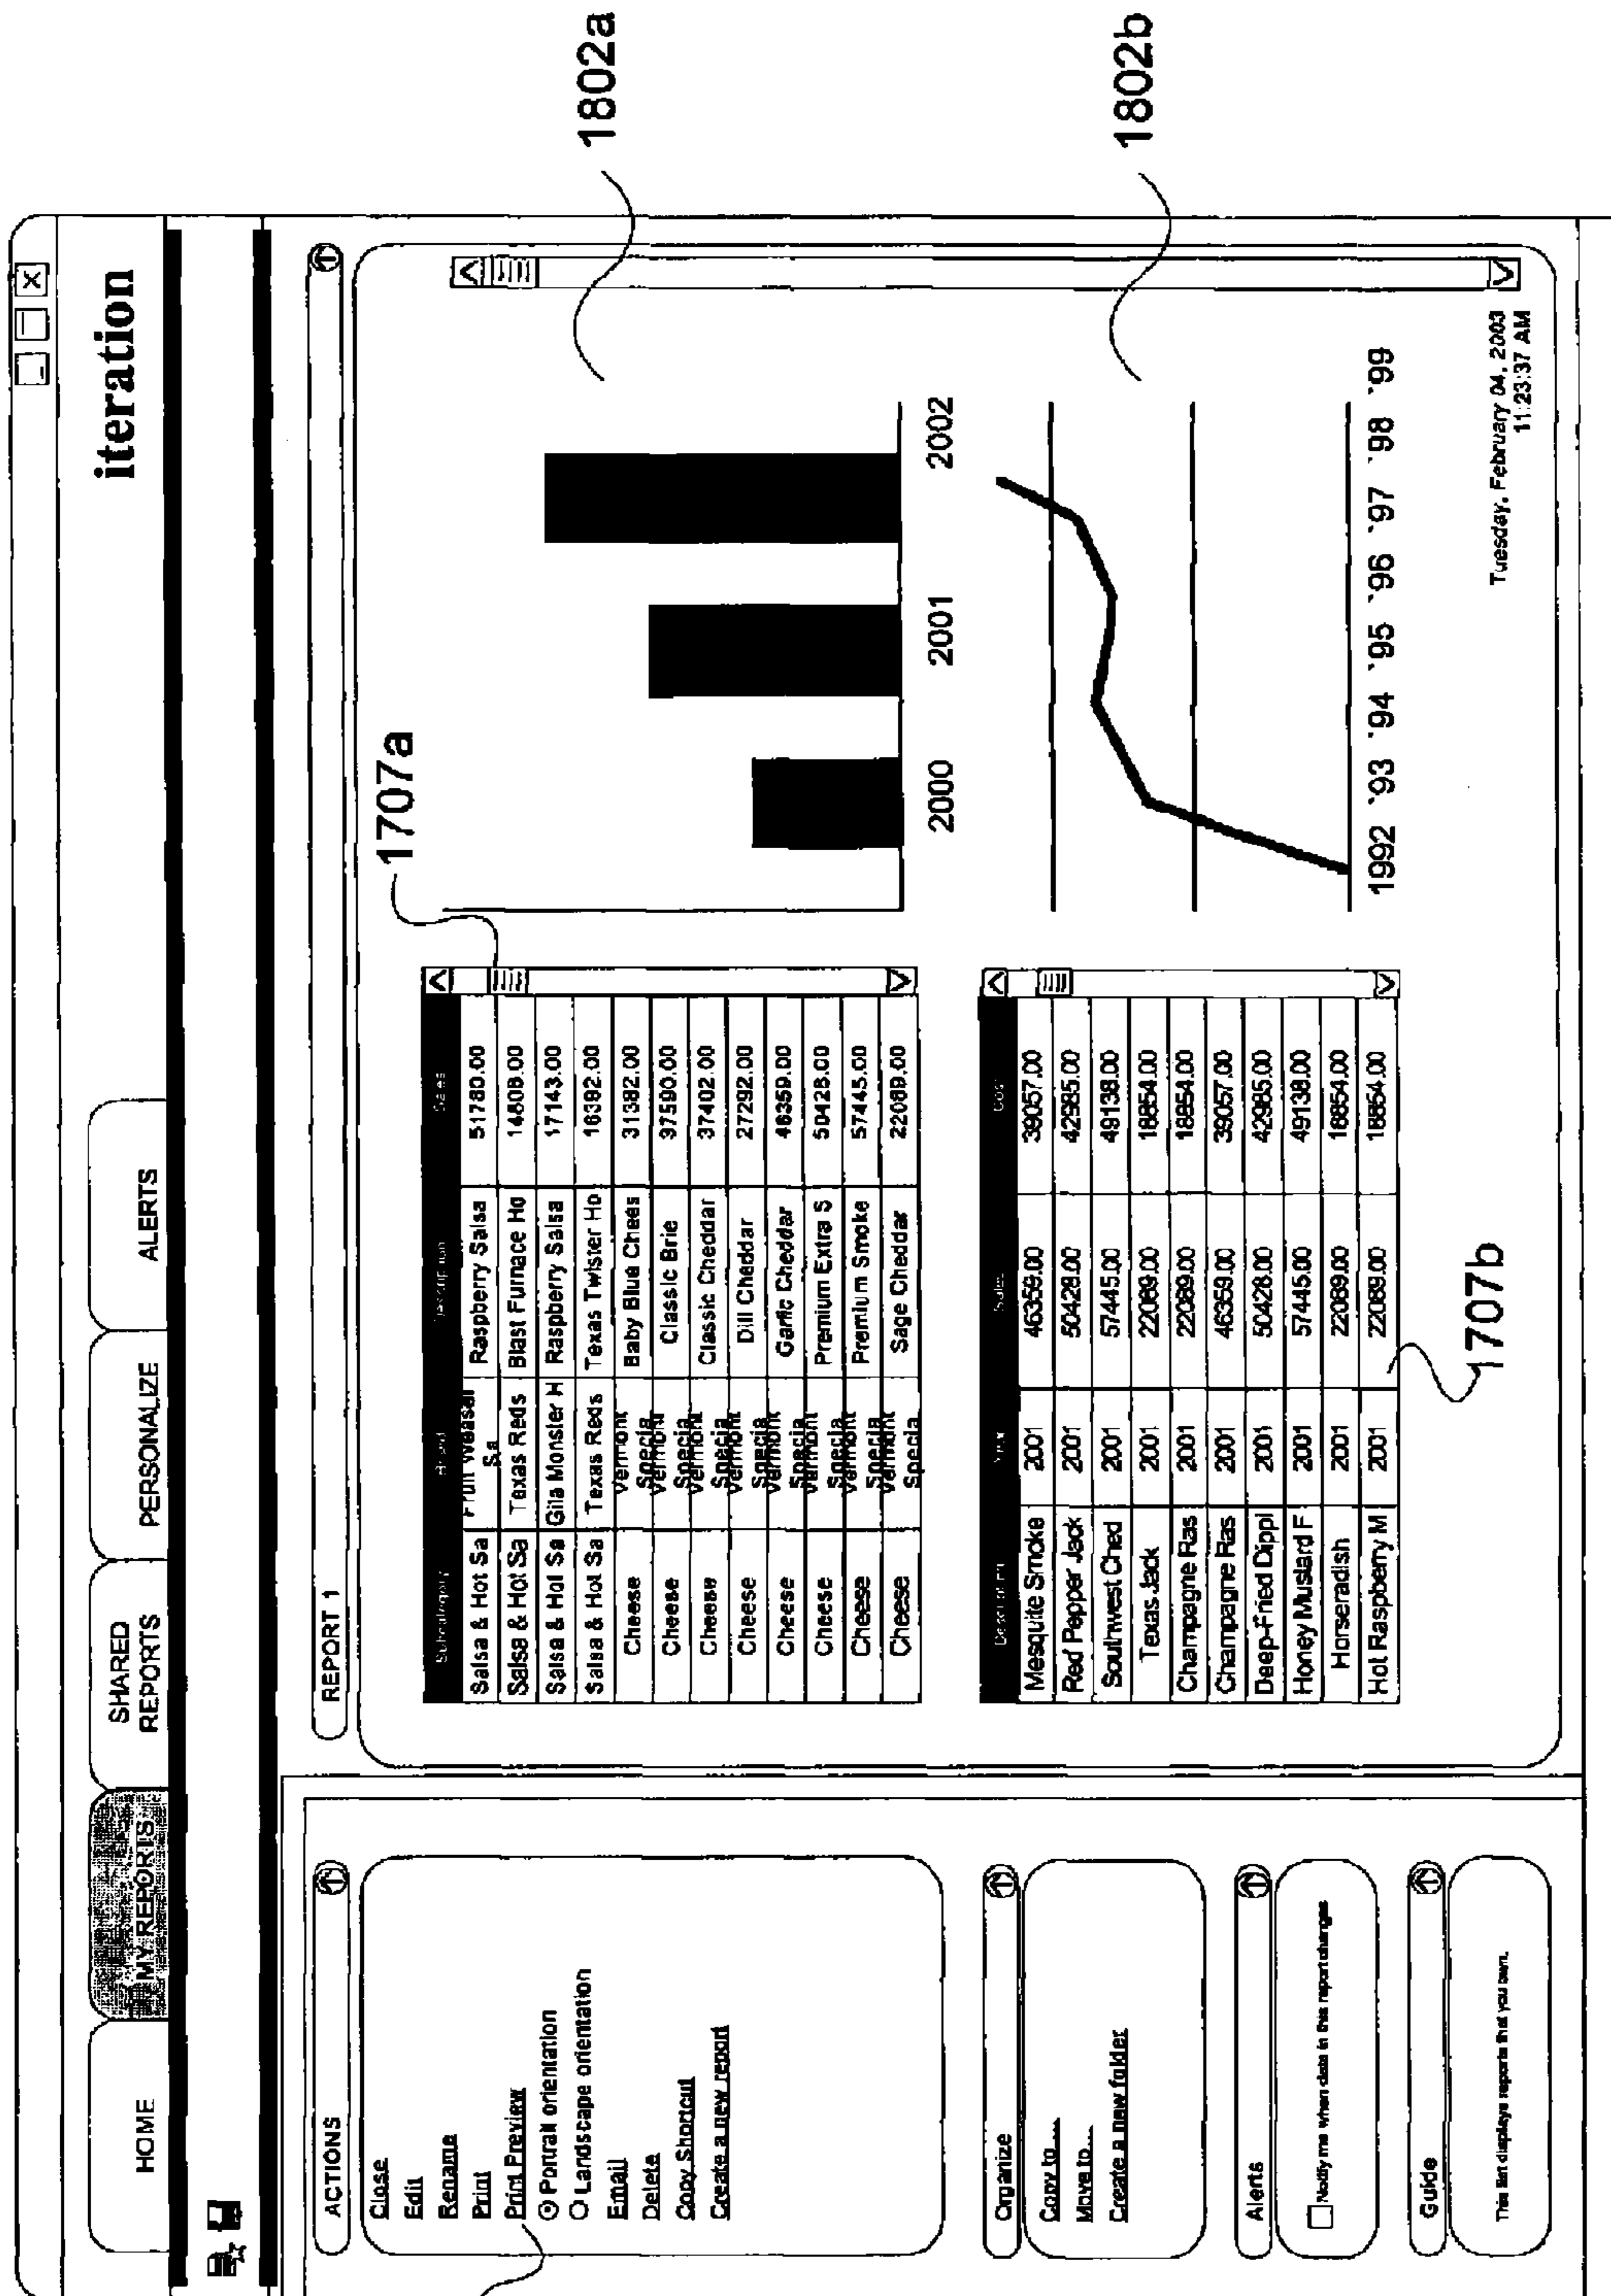 iteration
HOME
MY REPORTS
SHARED
REPORTS
PERSONALIZE
ALERTS
ACTIONS
Close
Edit
Rename
Print
Print Preview
Portrait orientation
Landscape orientation
Email
Delete
Copy Shortcut
Create a new report
Organize
Copy to ...
Move to...
Create a new folder
Alerts
Notify me when data in this report changes
Guide
This list displays reports that you own.
REPORT 1
1707a
Subcategory Brand Description Sales
Salsa & Hot Sa Fruit Weasel Sa Raspberry Salsa 51780.00
Salsa & Hot Sa Texas Reds Blast Furnace Ho 14808.00
Salsa & Hot Sa Gila Monster H Raspberry Salsa 17143.00
Salsa & Hot Sa Texas Reds Texas Twister Ho 16392.00
Cheese Vermont Specia Baby Blue Chees 31382.00
Cheese Vermont Specia Classic Brie 37590.00
Cheese Vermont Specia Classic Cheddar 37402.00
Cheese Vermont Specia Dill Cheddar 27292.00
Cheese Vermont Specia Garlic Cheddar 46359.00
Cheese Vermont Specia Premium Extra S 50428.00
Cheese Vermont Specia Premium Smoke 57445.00
Cheese Vermont Specia Sage Cheddar 22089.00
2000 2001 2002
1802a
Description Year Sales Cost
Mesquite Smoke 2001 46359.00 39057.00
Red Pepper Jack 2001 50428.00 42985.00
Southwest Ched 2001 57445.00 49138.00
Texas Jack 2001 22089.00 18854.00
Champagne Ras 2001 22089.00 18854.00
Champagne Ras 2001 46359.00 39057.00
Deep-Fried Dippi 2001 50428.00 42985.00
Honey Mustard F 2001 57445.00 49138.00
Horseradish 2001 22089.00 18854.00
Hot Raspberry M 2001 22089.00 18854.00
1707b
1992 '93 '94 '95 '96 '97 '98 '99
1802b
Tuesday, February 04, 2003
11:23:37 AM